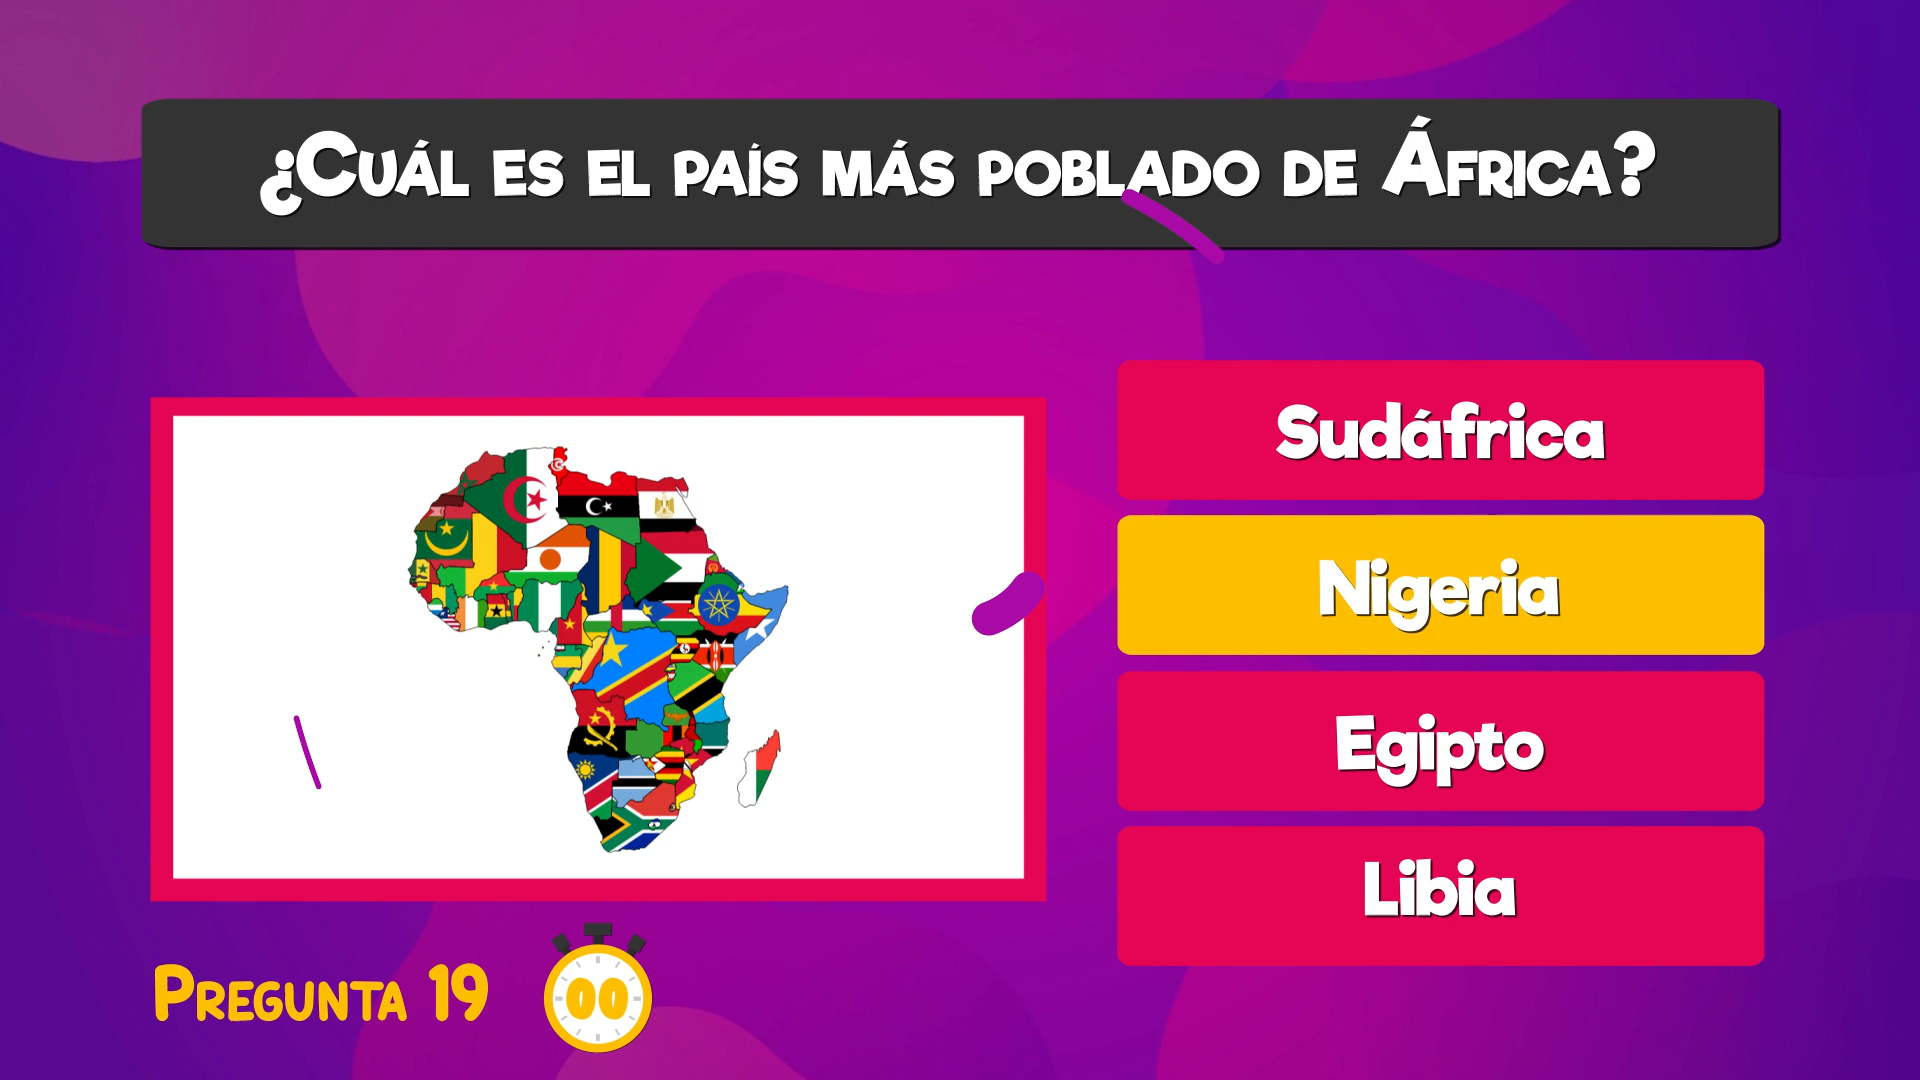 ¿Cuál es el país más poblado de África?
Sudáfrica
Nigeria
Egipto
Libia
Pregunta 19
00